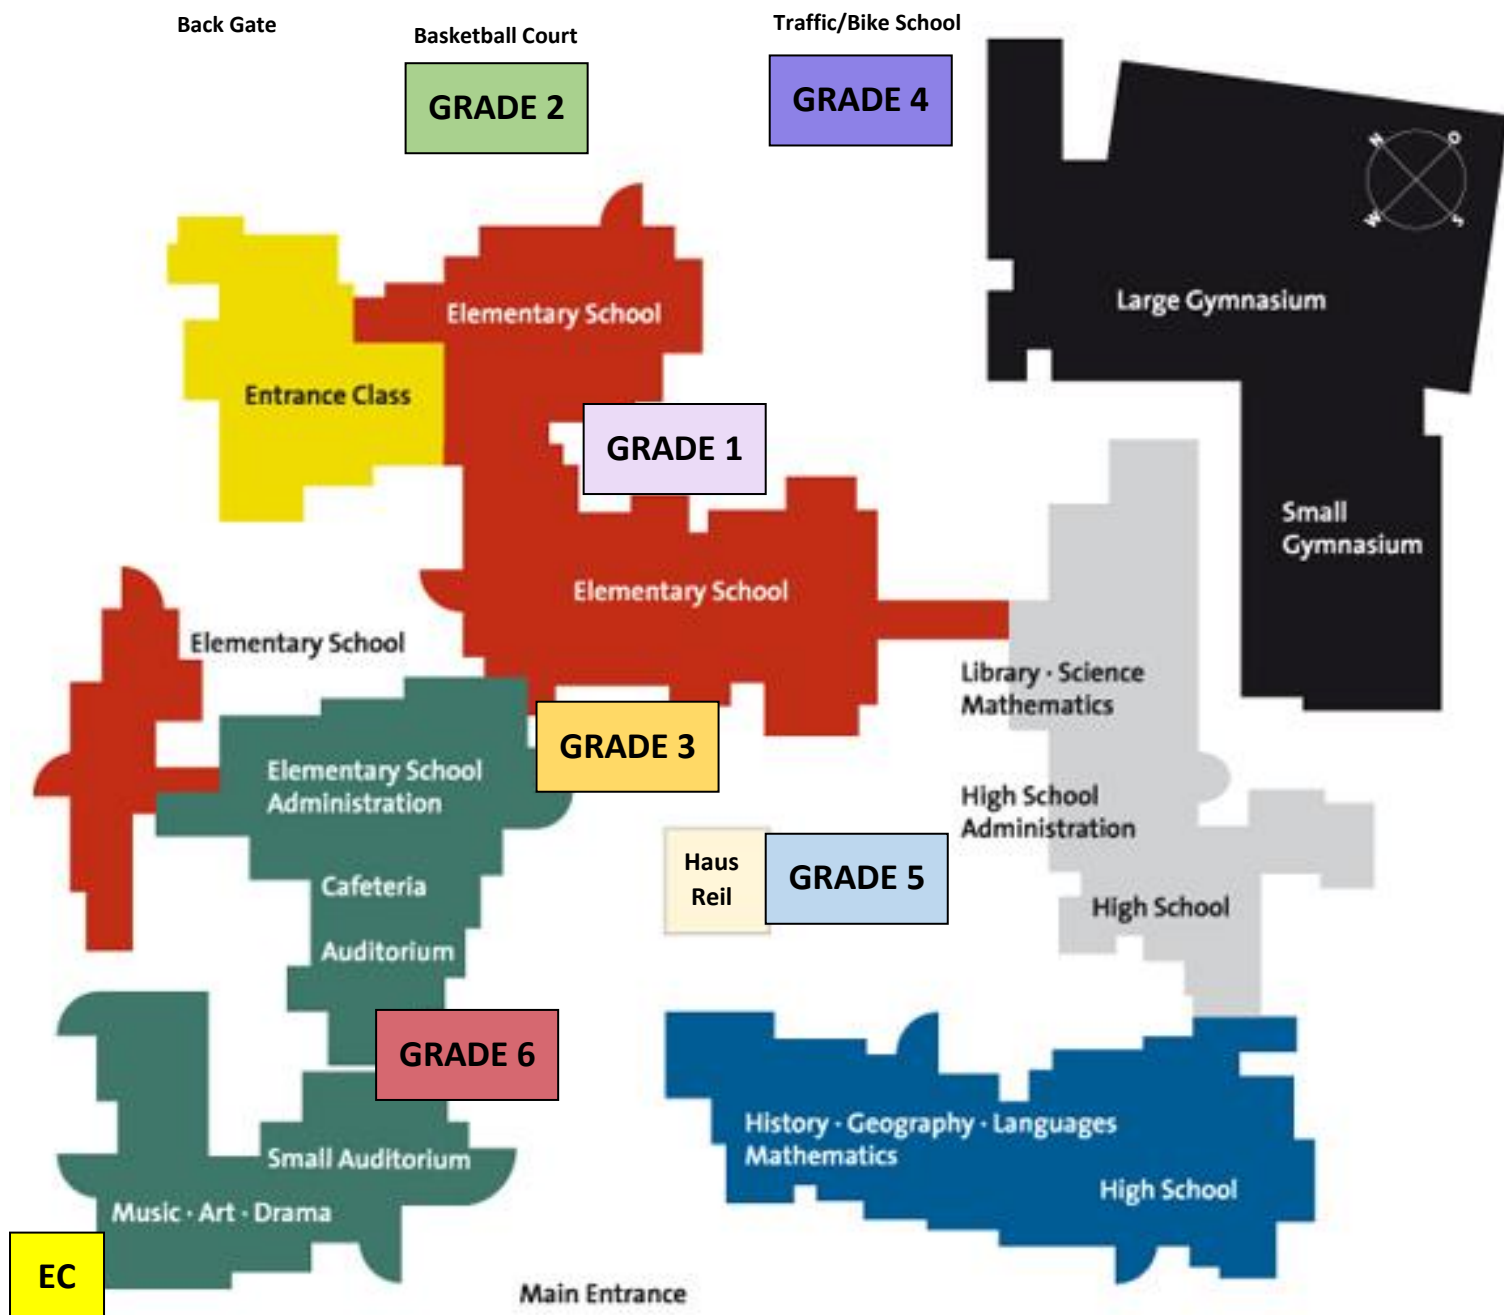 Back Gate
Basketball Court
Traffic/Bike School
GRADE 2
GRADE 4
N
O
W
S
Elementary School
Large Gymnasium
Entrance Class
GRADE 1
Small
Gymnasium
Elementary School
Elementary School
Library · Science
Mathematics
GRADE 3
Elementary School
Administration
High School
Administration
Haus
Reil
GRADE 5
Cafeteria
High School
Auditorium
GRADE 6
History · Geography · Languages
Mathematics
Small Auditorium
High School
Music · Art · Drama
EC
Main Entrance